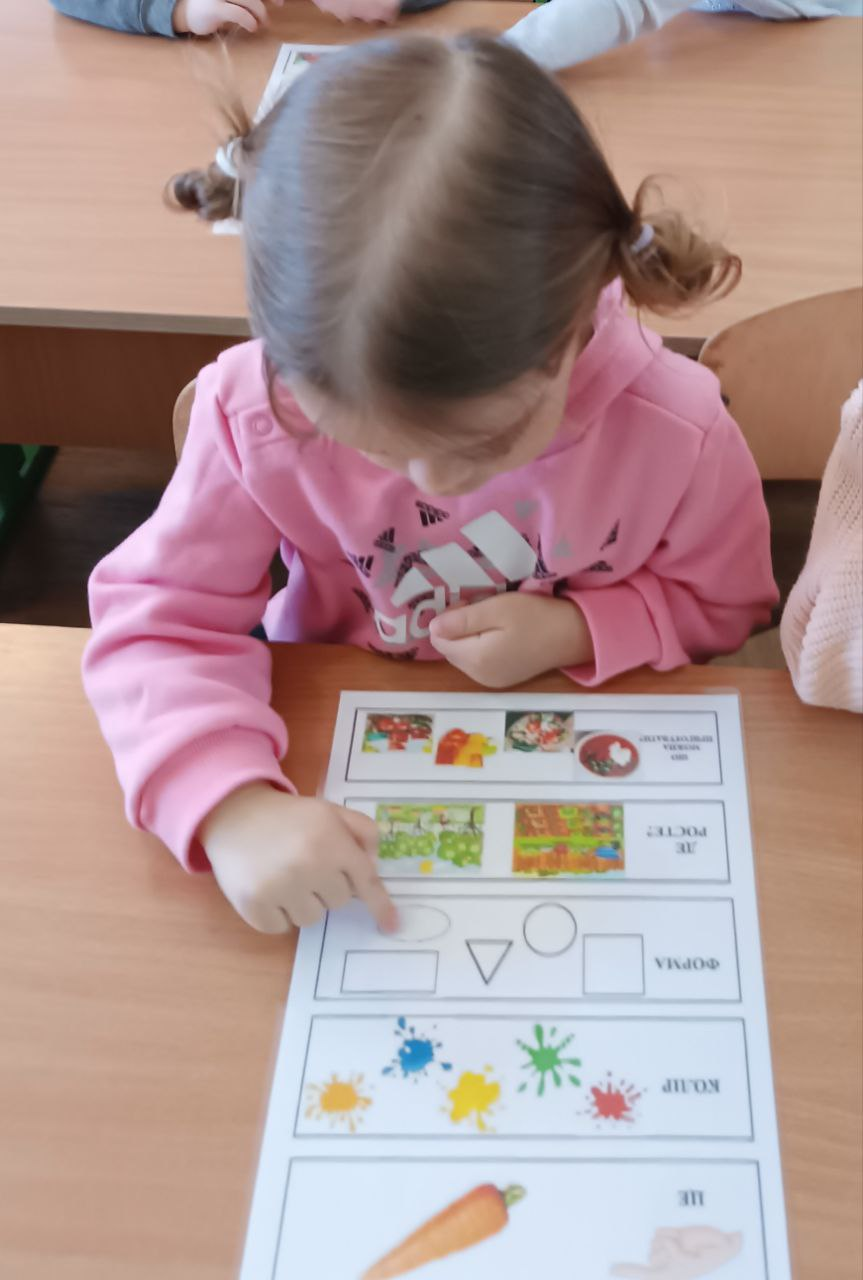 ЦЕ
КОЛІР
ФОРМА
ДЕ
РОСТЕ?
ЩО
МОЖНА
ПРИГОТУВАТИ?